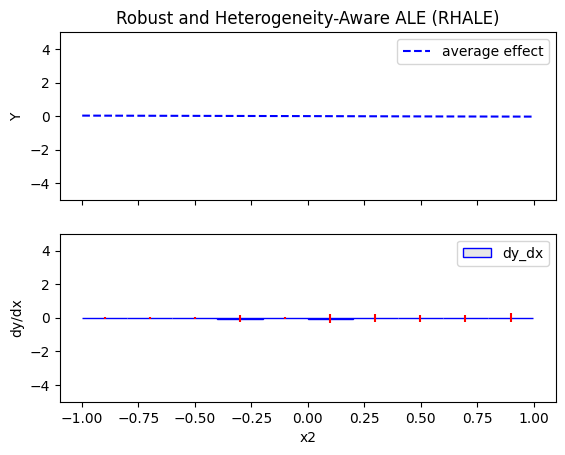 Robust and Heterogeneity-Aware ALE (RHALE)
average effect
4
2
0
−2
−4
Y
dy_dx
4
2
0
−2
−4
dy/dx
−1.00 −0.75 −0.50 −0.25 0.00 0.25 0.50 0.75 1.00
x2